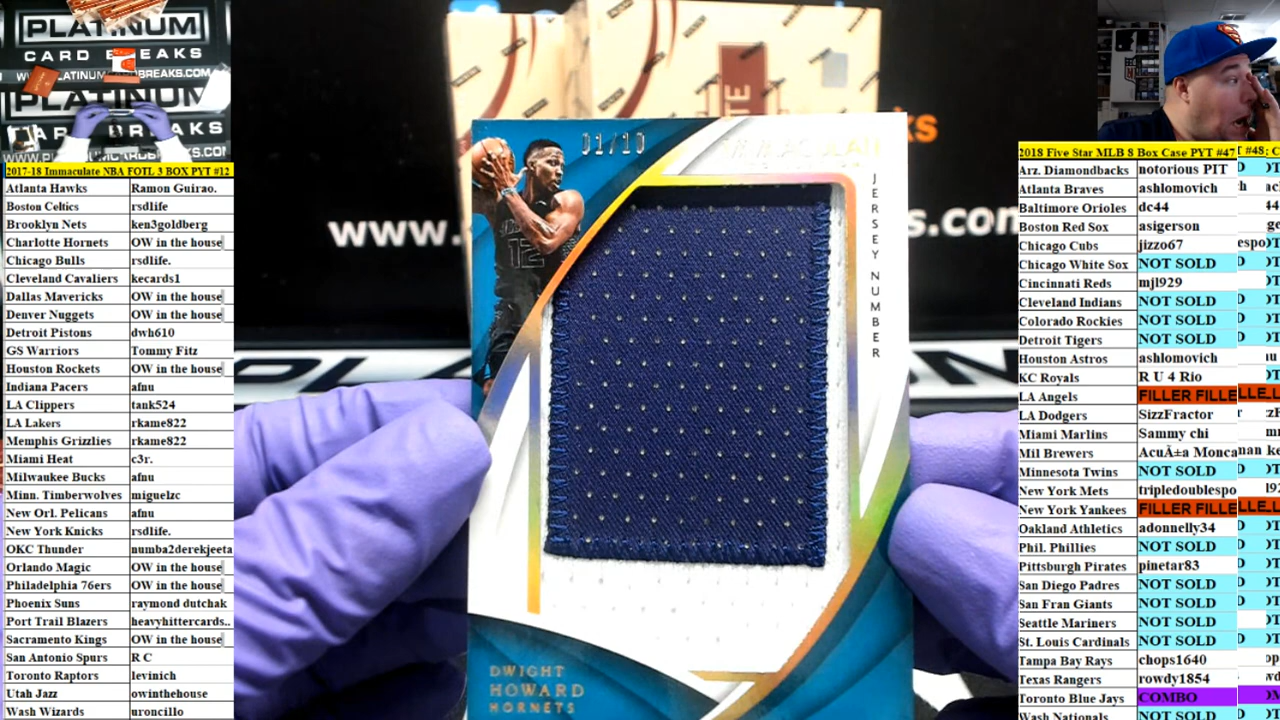 PLATINUM
CARD BREAKS
WWW.PLATINUMCARDBREAKS.COM
PLATINUM
CARD BREAKS
2017-18 Immaculate NBA FOTL 3 BOX PYT #12
Atlanta Hawks Ramon Guirao.
Boston Celtics rsdlife
Brooklyn Nets ken3goldberg
Charlotte Hornets OW in the house
Chicago Bulls rsdlife.
Cleveland Cavaliers kecards1
Dallas Mavericks OW in the house
Denver Nuggets OW in the house
Detroit Pistons dwh610
GS Warriors Tommy Fitz
Houston Rockets OW in the house
Indiana Pacers afnu
LA Clippers tank524
LA Lakers rkame822
Memphis Grizzlies rkame822
Miami Heat c3r.
Milwaukee Bucks afnu
Minn. Timberwolves miguelzc
New Orl. Pelicans afnu
New York Knicks rsdlife.
OKC Thunder numba2derekjeeta
Orlando Magic OW in the house
Philadelphia 76ers OW in the house
Phoenix Suns raymond dutchak
Port Trail Blazers heavyhittercards..
Sacramento Kings OW in the house
San Antonio Spurs R C
Toronto Raptors levinich
Utah Jazz owinthehouse
Wash Wizards uroncillo
01/10
JERSEY NUMBER
12
DWIGHT
HOWARD
HORNETS
www.
.com
2018 Five Star MLB 8 Box Case PYT #47
#48:
Arz. Diamondbacks notorious PIT
Atlanta Braves ashlomovich
Baltimore Orioles dc44
Boston Red Sox asigerson
Chicago Cubs jizzo67
Chicago White Sox NOT SOLD
Cincinnati Reds mjl929
Cleveland Indians NOT SOLD
Colorado Rockies NOT SOLD
Detroit Tigers NOT SOLD
Houston Astros ashlomovich
KC Royals R U 4 Rio
LA Angels FILLER FILLE
LA Dodgers SizzFractor
Miami Marlins Sammy chi
Mil Brewers AcuÃ±a Monca
Minnesota Twins NOT SOLD
New York Mets tripledoublespo
New York Yankees FILLER FILLE
Oakland Athletics adonnelly34
Phil. Phillies NOT SOLD
Pittsburgh Pirates pinetar83
San Diego Padres NOT SOLD
San Fran Giants NOT SOLD
Seattle Mariners NOT SOLD
St. Louis Cardinals NOT SOLD
Tampa Bay Rays chops1640
Texas Rangers rowdy1854
Toronto Blue Jays COMBO
Wash Nationals NOT SOLD